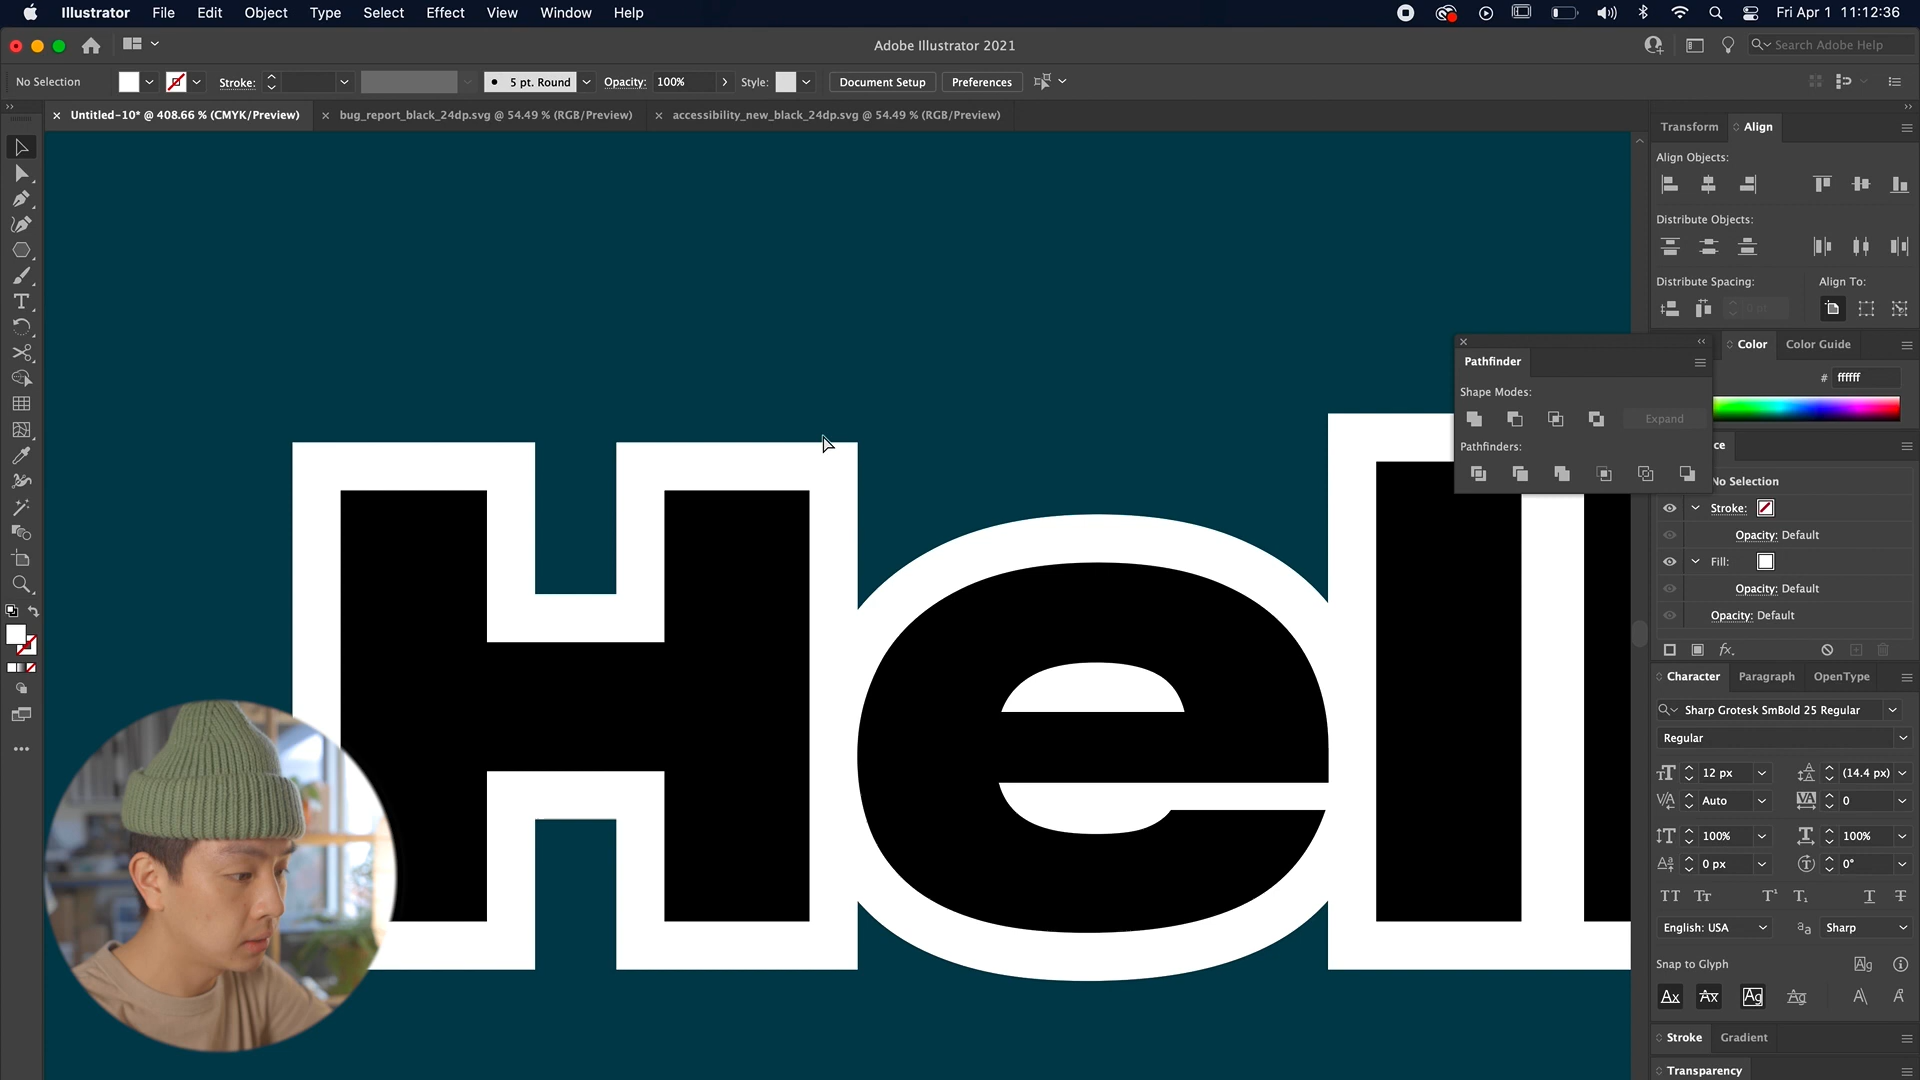 Illustrator File Edit Object Type Select Effect View Window Help Fri Apr 1 11:12:36
Adobe Illustrator 2021 Search Adobe Help
No Selection Stroke: 5 pt. Round Opacity: 100% Style: Document Setup Preferences
Untitled-10* @ 408.66 % (CMYK/Preview) bug_report_black_24dp.svg @ 54.49 % (RGB/Preview) accessibility_new_black_24dp.svg @ 54.49 % (RGB/Preview)
Transform Align
Align Objects:
Distribute Objects:
Distribute Spacing: Align To:
0 pt
Color Color Guide
# ffffff
Pathfinder
Shape Modes:
Expand
Pathfinders:
ce
No Selection
Stroke:
Opacity: Default
Fill:
Opacity: Default
Opacity: Default
fx.
Character Paragraph OpenType
Sharp Grotesk SmBold 25 Regular
Regular
12 px (14.4 px)
Auto 0
100% 100%
0 px 0°
English: USA Sharp
Snap to Glyph
Stroke Gradient
Transparency
Hell